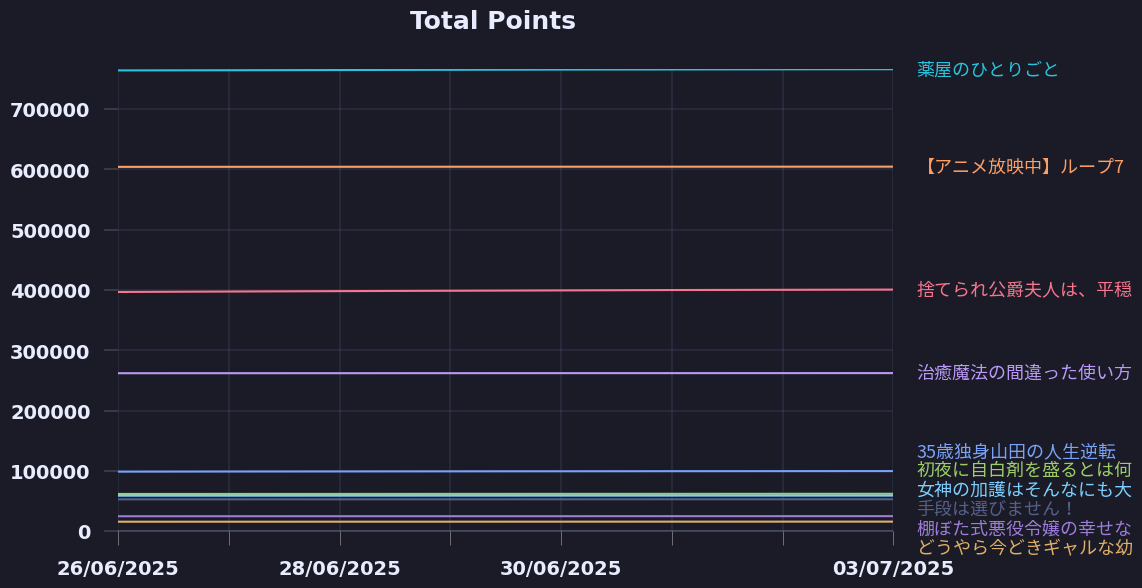 Total Points
700000
600000
500000
400000
300000
200000
100000
0
26/06/2025
28/06/2025
30/06/2025
03/07/2025
薬屋のひとりごと
【アニメ放映中】ループ7
捨てられ公爵夫人は、平穏
治癒魔法の間違った使い方
35歳独身山田の人生逆転
初夜に自白剤を盛るとは何
女神の加護はそんなにも大
手段は選びません！
棚ぼた式悪役令嬢の幸せな
どうやら今どきギャルな幼